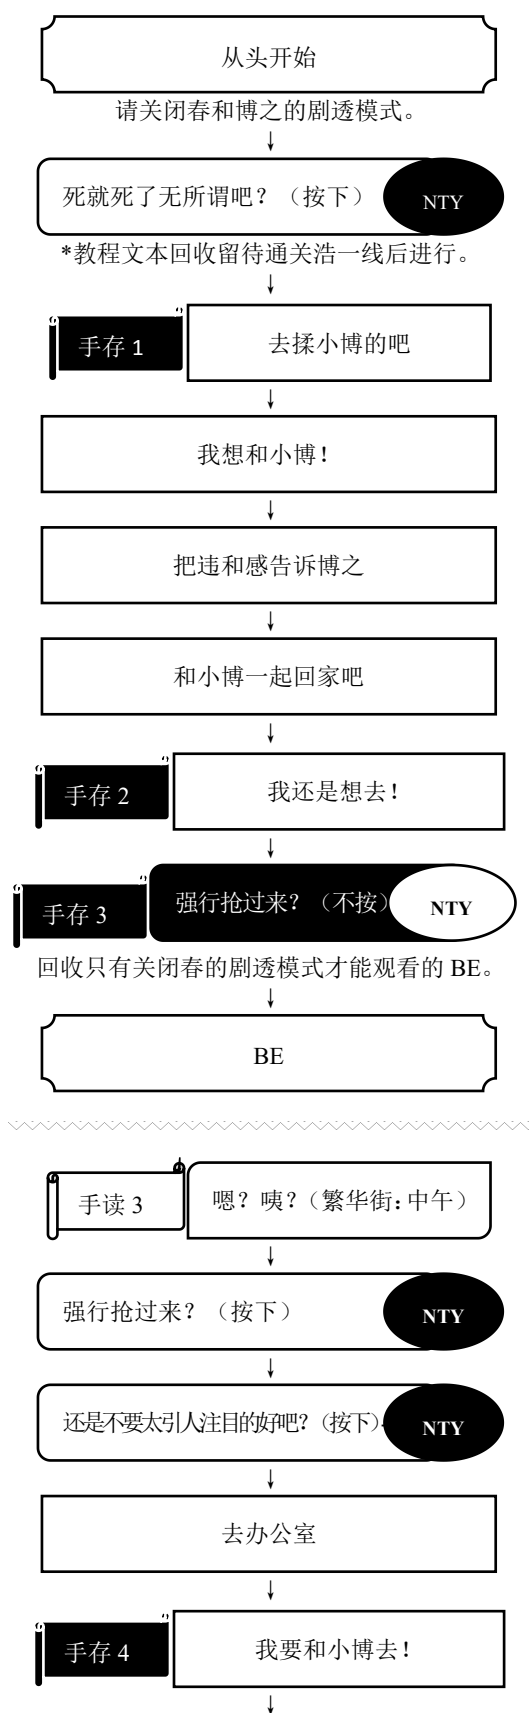 从头开始
请关闭春和博之的剧透模式。
↓
死就死了无所谓吧？（按下） NTY
*教程文本回收留待通关浩一线后进行。
↓
手存 1 去揉小博的吧
↓
我想和小博！
↓
把违和感告诉博之
↓
和小博一起回家吧
↓
手存 2 我还是想去！
↓
手存 3 强行抢过来？（不按） NTY
回收只有关闭春的剧透模式才能观看的 BE。
↓
BE
手读 3 嗯？咦？（繁华街：中午）
↓
强行抢过来？（按下） NTY
↓
还是不要太引人注目的好吧？（按下） NTY
↓
去办公室
↓
手存 4 我要和小博去！
↓